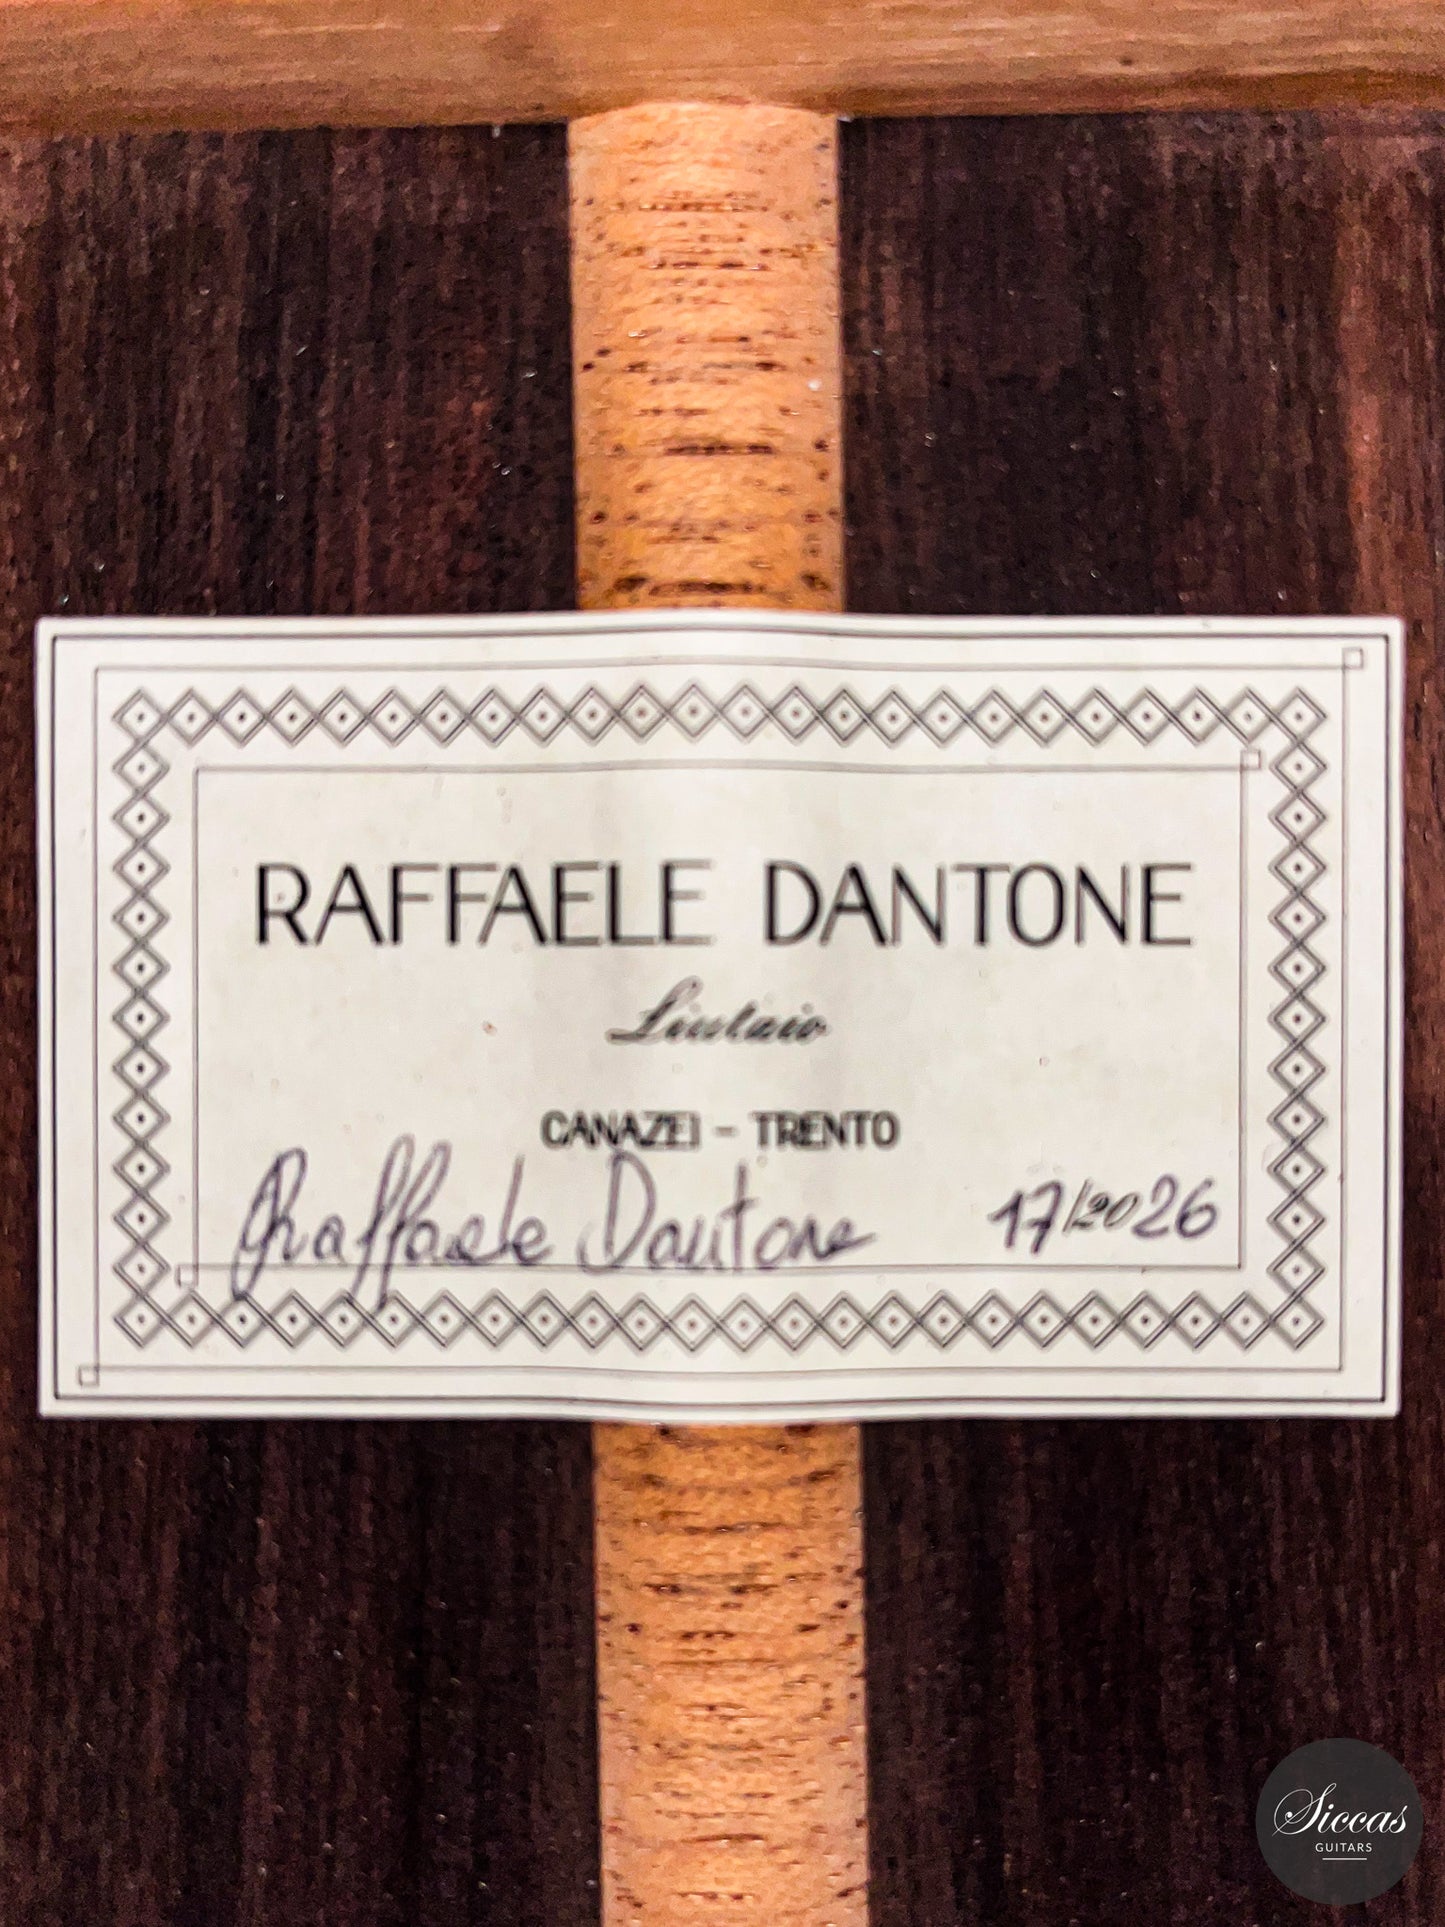 RAFFAELE DANTONE
Liutaio
CANAZEI - TRENTO
Raffaele Dantone 17/2026
Siccas
GUITARS